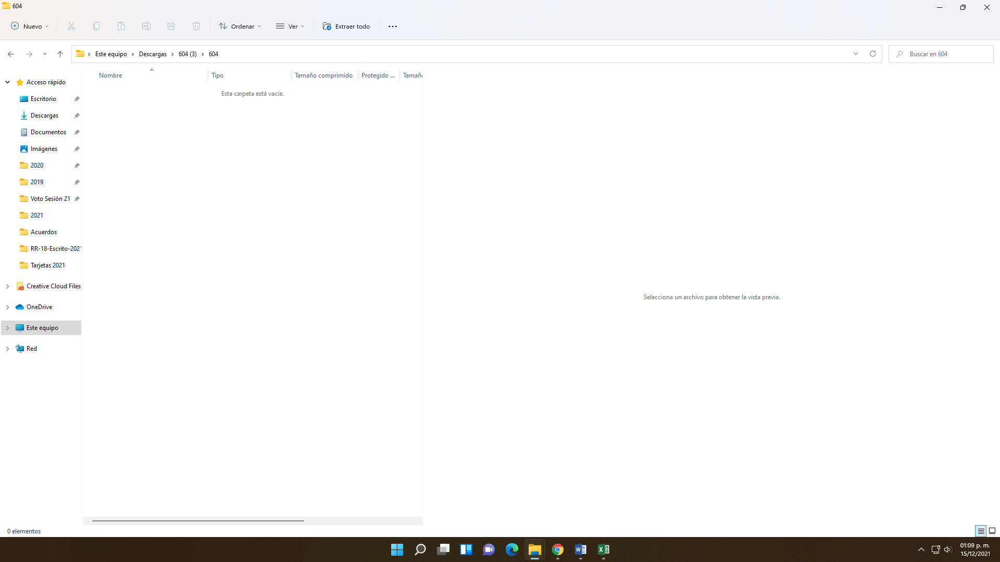 604
Nuevo
Ordenar
Ver
Extraer todo
Este equipo
Descargas
604 (3)
604
Buscar en 604
Nombre
Tipo
Tamaño comprimido
Protegido ...
Tamañ
Esta carpeta está vacía.
Acceso rápido
Escritorio
Descargas
Documentos
Imágenes
2020
2019
Voto Sesión 21
2021
Acuerdos
RR-18-Escrito-2021
Tarjetas 2021
Creative Cloud Files
OneDrive
Este equipo
Red
Selecciona un archivo para obtener la vista previa.
0 elementos
01:09 p. m.
15/12/2021